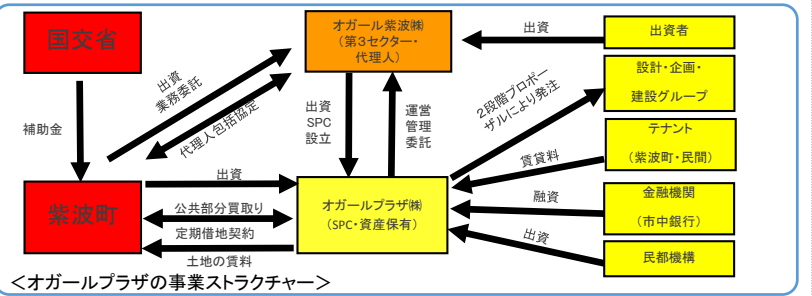 国交省
補助金
紫波町
出資
業務委託
代理人包括協定
オガール紫波㈱
(第3セクター・
代理人)
出資
SPC
設立
運営
管理
委託
出資
公共部分買取り
定期借地契約
土地の賃料
オガールプラザ㈱
(SPC・資産保有)
出資
2段階プロポー
ザルにより発注
賃貸料
融資
出資
出資者
設計・企画・
建設グループ
テナント
(紫波町・民間)
金融機関
(市中銀行)
民都機構
＜オガールプラザの事業ストラクチャー＞